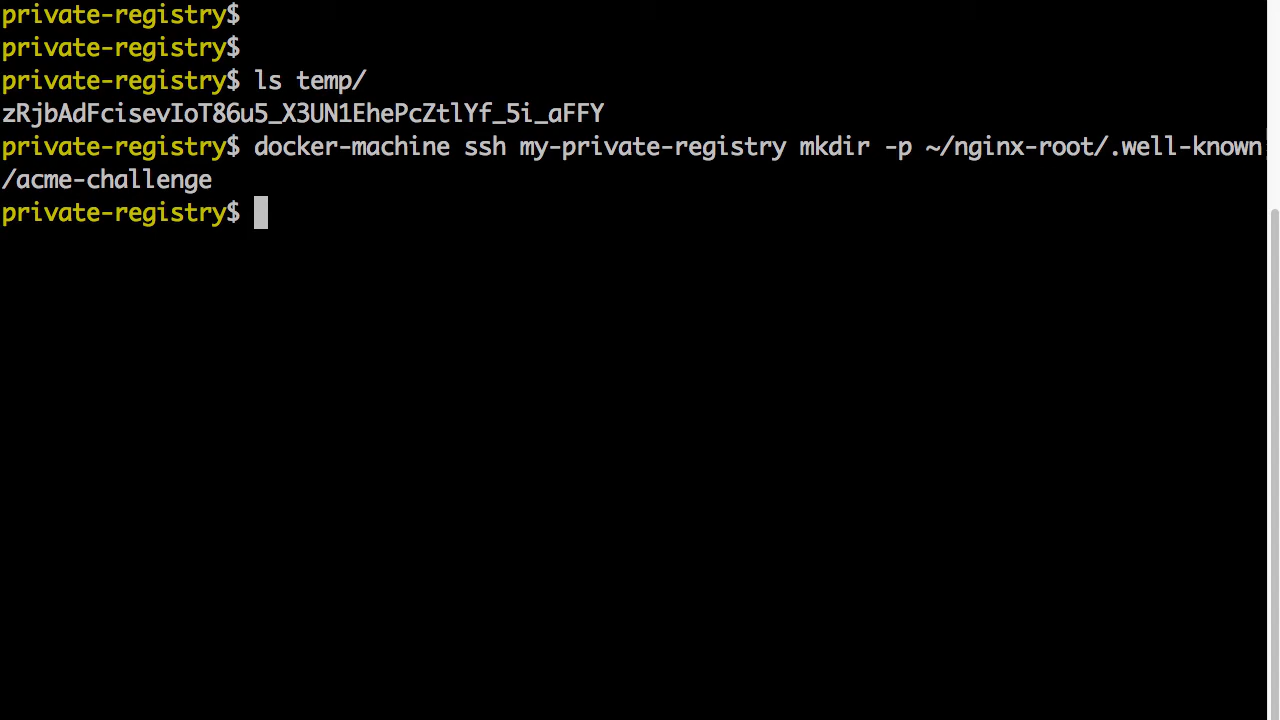 private-registry$
private-registry$
private-registry$ ls temp/
zRjbAdFcisevIoT86u5_X3UN1EhePcZtlYf_5i_aFFY
private-registry$ docker-machine ssh my-private-registry mkdir -p ~/nginx-root/.well-known
/acme-challenge
private-registry$